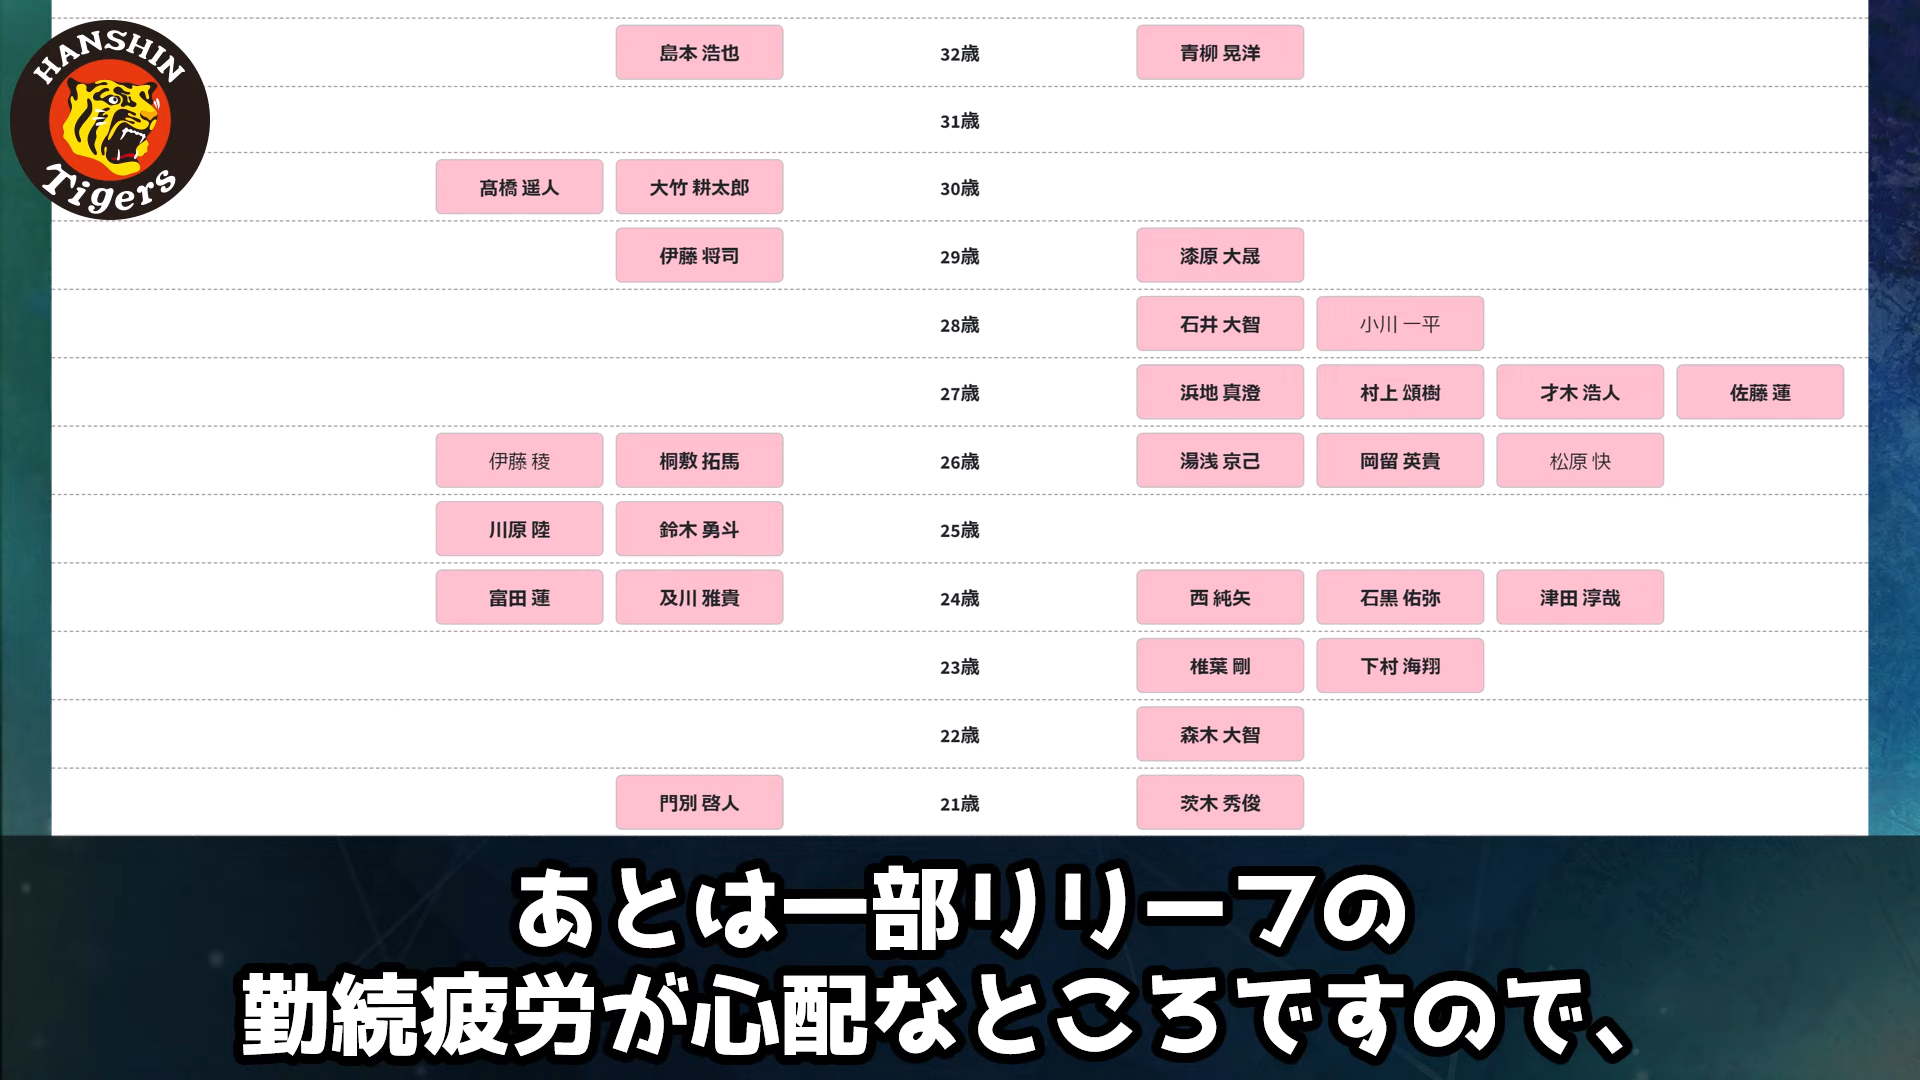 HANSHIN
Tigers
島本 浩也 32歳 青柳 晃洋
31歳
髙橋 遥人 大竹 耕太郎 30歳
伊藤 将司 29歳 漆原 大晟
28歳 石井 大智 小川 一平
27歳 浜地 真澄 村上 頌樹 才木 浩人 佐藤 蓮
伊藤 稜 桐敷 拓馬 26歳 湯浅 京己 岡留 英貴 松原 快
川原 陸 鈴木 勇斗 25歳
富田 蓮 及川 雅貴 24歳 西 純矢 石黒 佑弥 津田 淳哉
23歳 椎葉 剛 下村 海翔
22歳 森木 大智
門別 啓人 21歳 茨木 秀俊
あとは一部リリーフの
勤続疲労が心配なところですので、